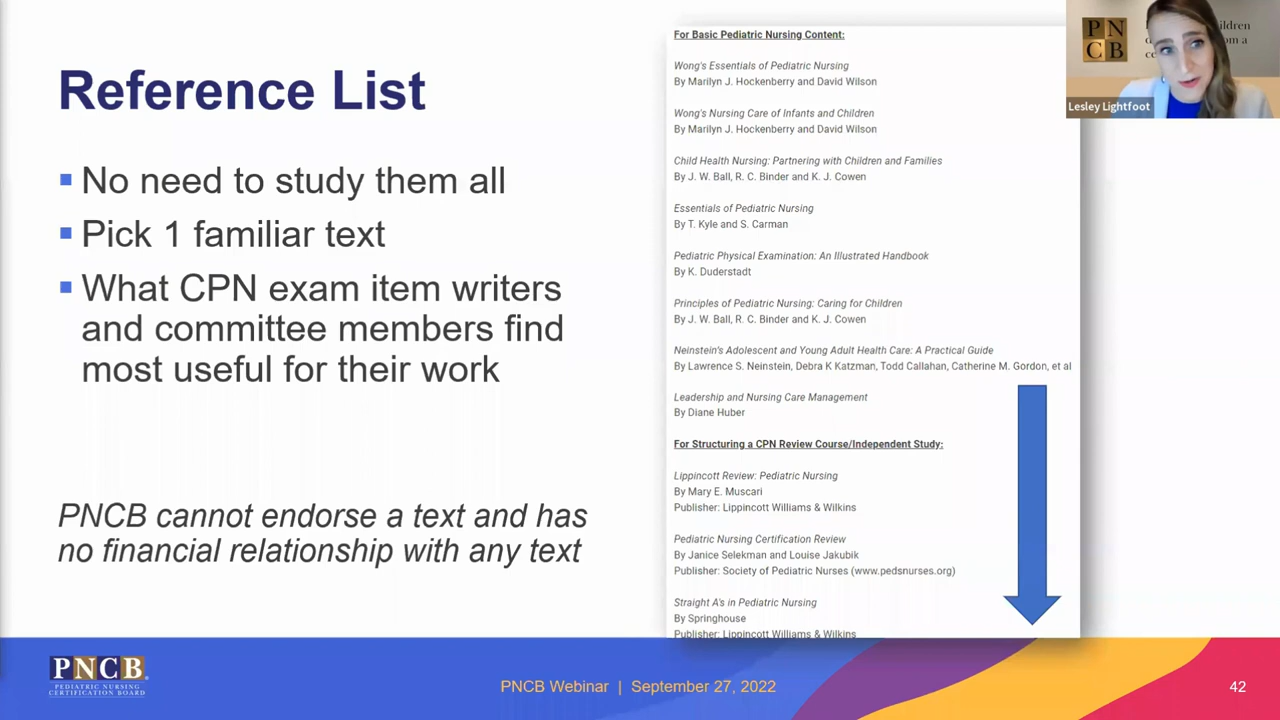 Reference List
No need to study them all
Pick 1 familiar text
What CPN exam item writers
and committee members find
most useful for their work
PNCB cannot endorse a text and has
no financial relationship with any text
For Basic Pediatric Nursing Content:
Wong's Essentials of Pediatric Nursing
By Marilyn J. Hockenberry and David Wilson
Wong's Nursing Care of Infants and Children
By Marilyn J. Hockenberry and David Wilson
Child Health Nursing: Partnering with Children and Families
By J. W. Ball, R. C. Binder and K. J. Cowen
Essentials of Pediatric Nursing
By T. Kyle and S. Carman
Pediatric Physical Examination: An Illustrated Handbook
By K. Duderstadt
Principles of Pediatric Nursing: Caring for Children
By J. W. Ball, R. C. Binder and K. J. Cowen
Neinstein's Adolescent and Young Adult Health Care: A Practical Guide
By Lawrence S. Neinstein, Debra K Katzman, Todd Callahan, Catherine M. Gordon, et al
Leadership and Nursing Care Management
By Diane Huber
For Structuring a CPN Review Course/Independent Study:
Lippincott Review: Pediatric Nursing
By Mary E. Muscari
Publisher: Lippincott Williams & Wilkins
Pediatric Nursing Certification Review
By Janice Selekman and Louise Jakubik
Publisher: Society of Pediatric Nurses (www.pedsnurses.org)
Straight A's in Pediatric Nursing
By Springhouse
Publisher: Lippincott Williams & Wilkins
PN
CB
Lesley Lightfoot
PNCB
PEDIATRIC NURSING
CERTIFICATION BOARD
PNCB Webinar | September 27, 2022
42